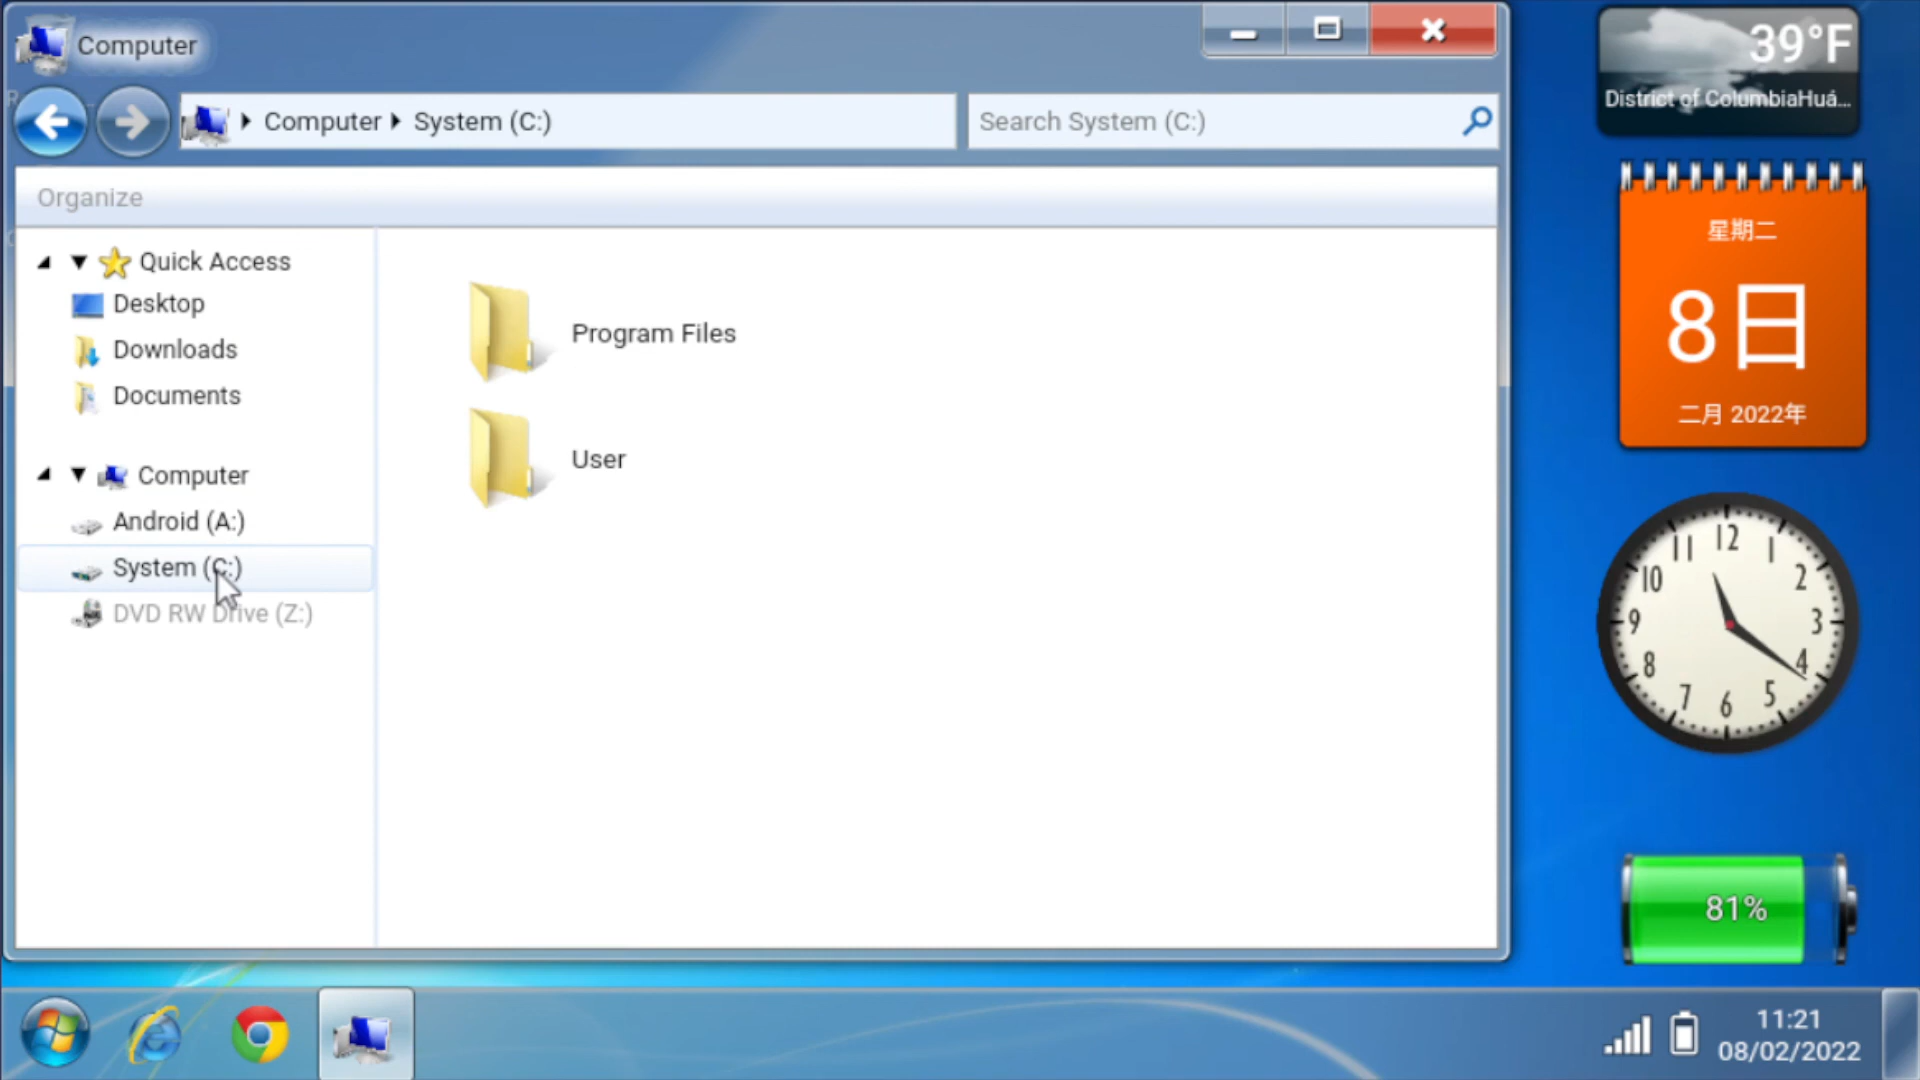 Computer
Computer
System (C:)
Search System (C:)
Organize
Quick Access
Desktop
Downloads
Documents
Computer
Android (A:)
System (C:)
DVD RW Drive (Z:)
Program Files
User
39°F
District of ColumbiaHuá...
星期二
8日
二月 2022年
12
1
2
3
4
5
6
7
8
9
10
11
81%
11:21
08/02/2022